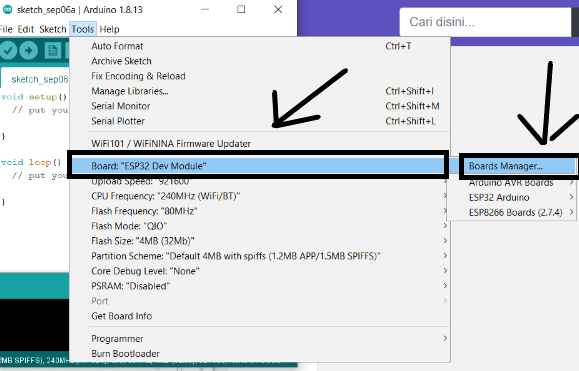 sketch_sep06a | Arduino 1.8.13
Cari disini...
File Edit Sketch Tools Help
Auto Format Ctrl+T
Archive Sketch
Fix Encoding & Reload
Manage Libraries... Ctrl+Shift+I
Serial Monitor Ctrl+Shift+M
Serial Plotter Ctrl+Shift+L
WiFi101 / WiFiNINA Firmware Updater
Board: "ESP32 Dev Module"
Upload Speed: "921600"
CPU Frequency: "240MHz (WiFi/BT)"
Flash Frequency: "80MHz"
Flash Mode: "QIO"
Flash Size: "4MB (32Mb)"
Partition Scheme: "Default 4MB with spiffs (1.2MB APP/1.5MB SPIFFS)"
Core Debug Level: "None"
PSRAM: "Disabled"
Port
Get Board Info
Programmer
Burn Bootloader
Boards Manager...
Arduino AVR Boards
ESP32 Arduino
ESP8266 Boards (2.7.4)
sketch_sep06
void setup()
// put you
}
void loop()
// put you
}
MB SPIFFS), 240M